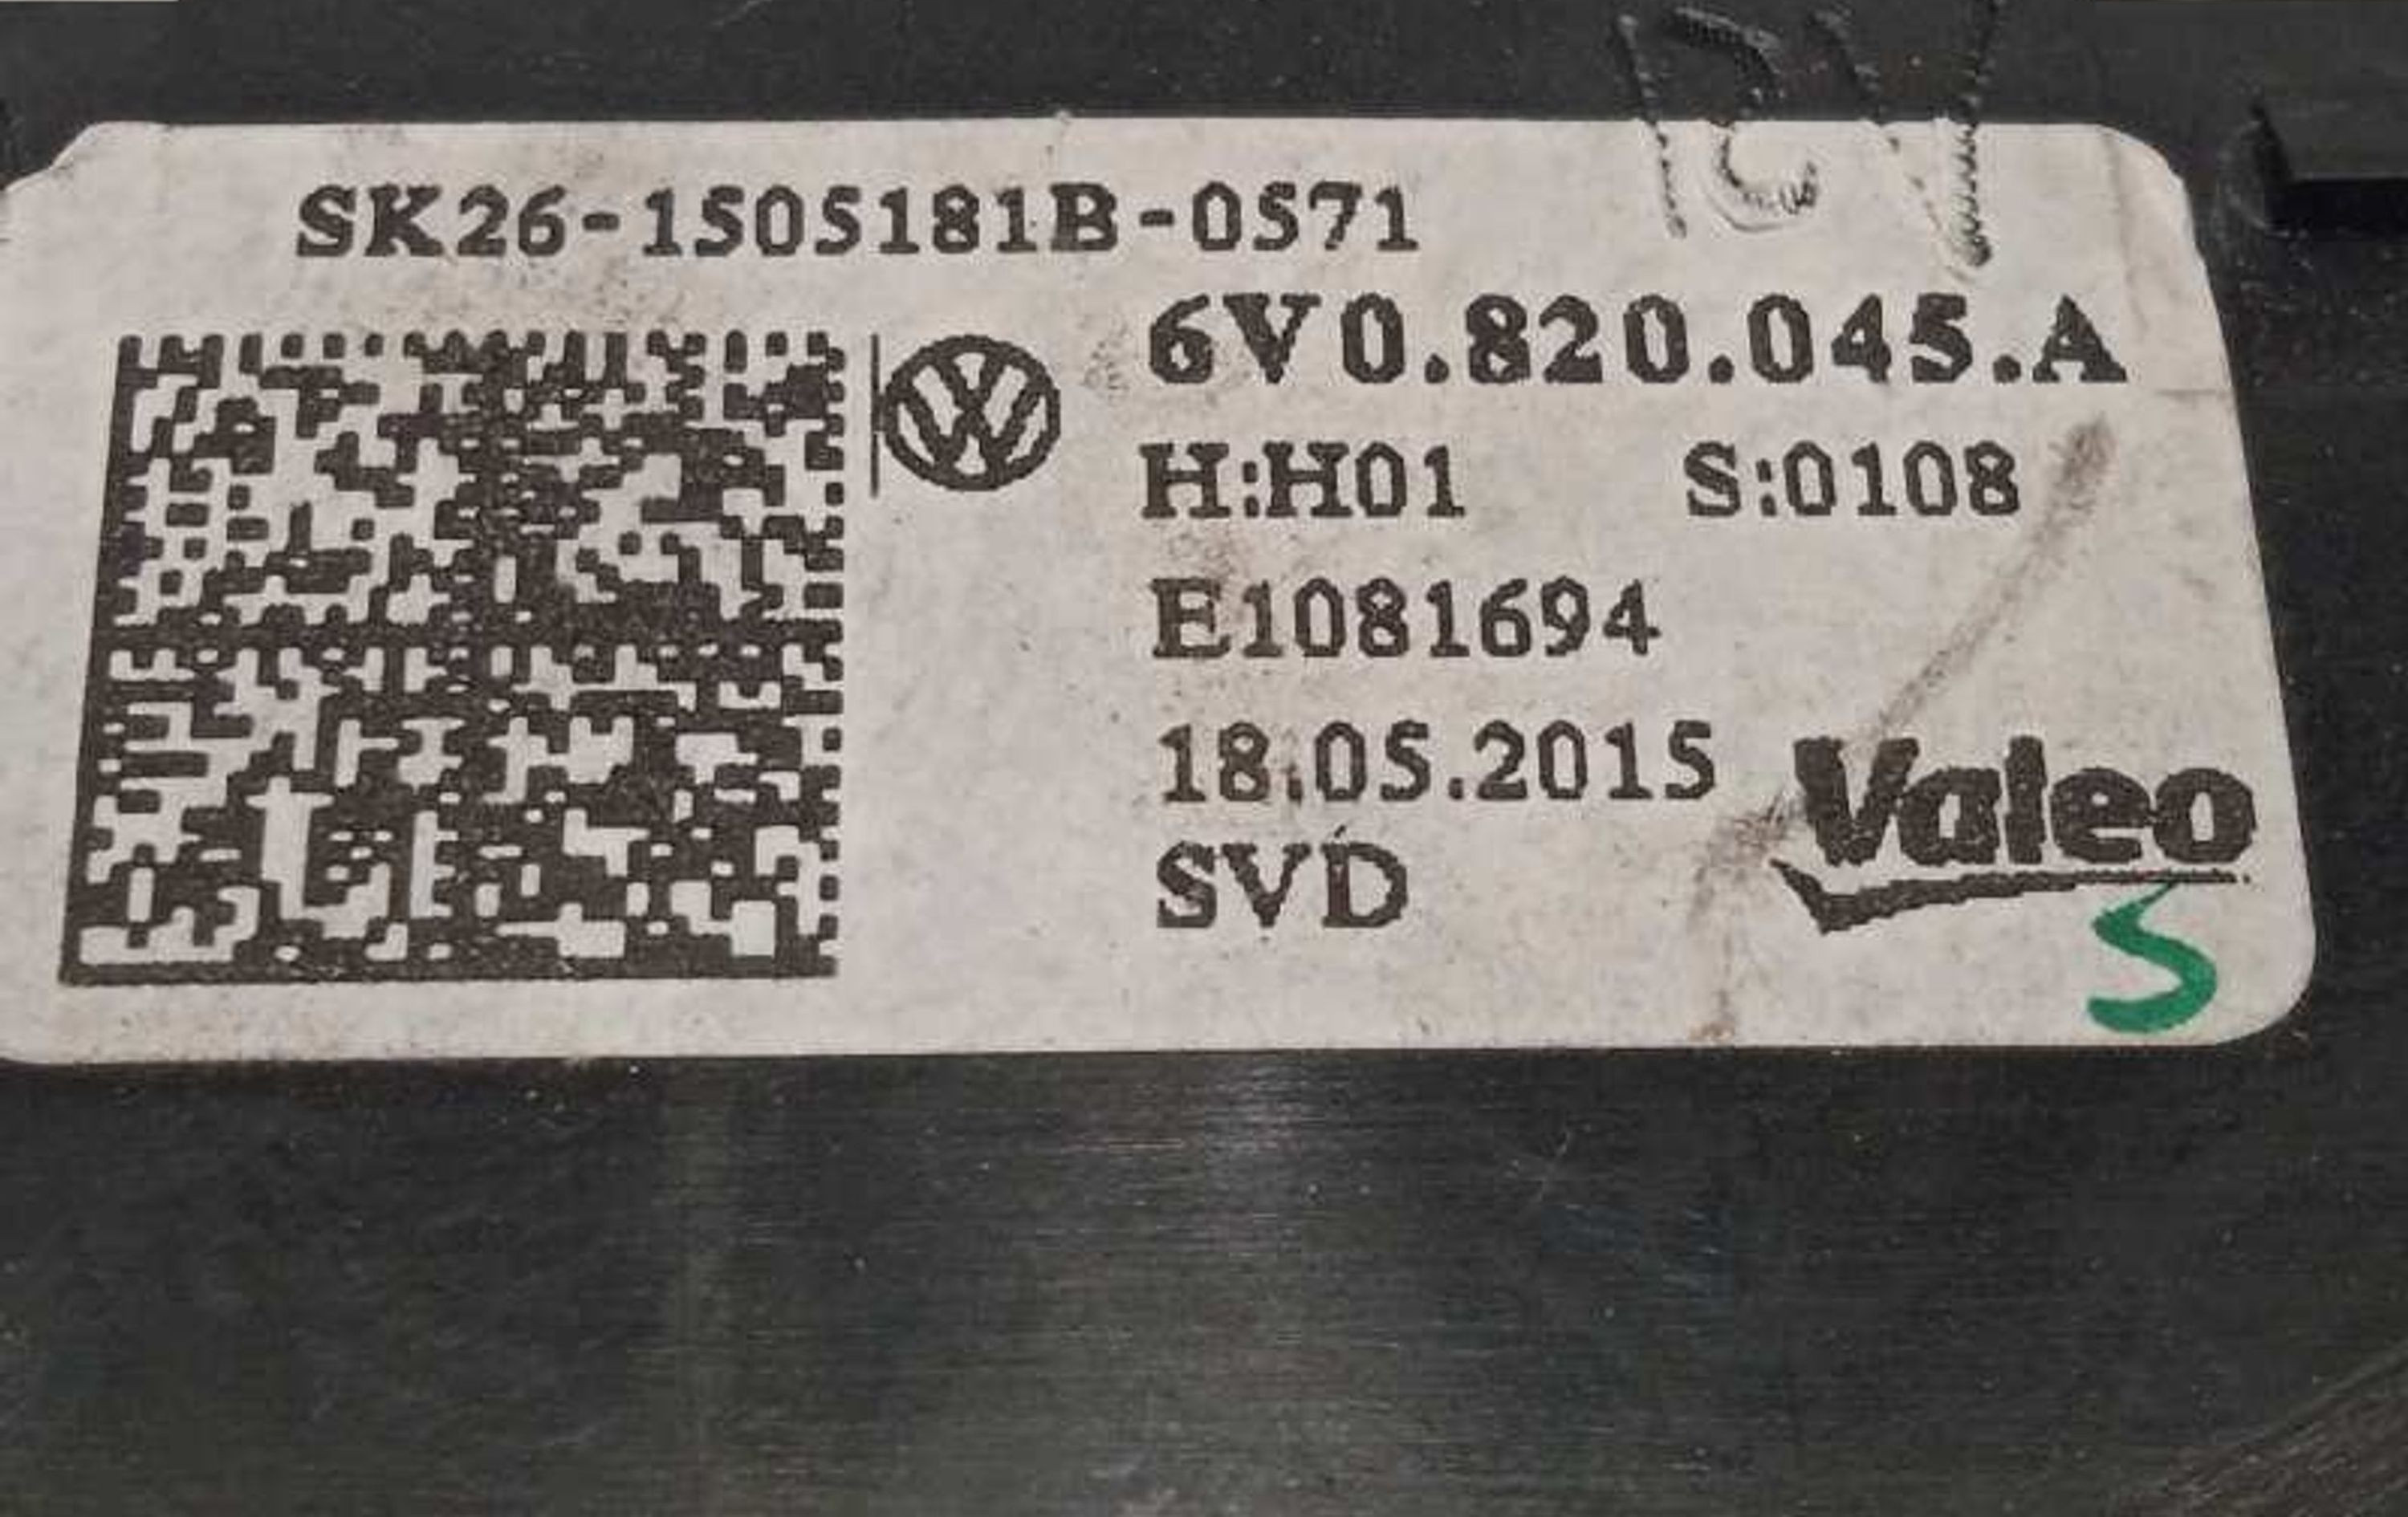 SK26-1505181B-0571
6V0.820.045.A
H:H01 S:0108
E1081694
18.05.2015
SVD
Valeo
S